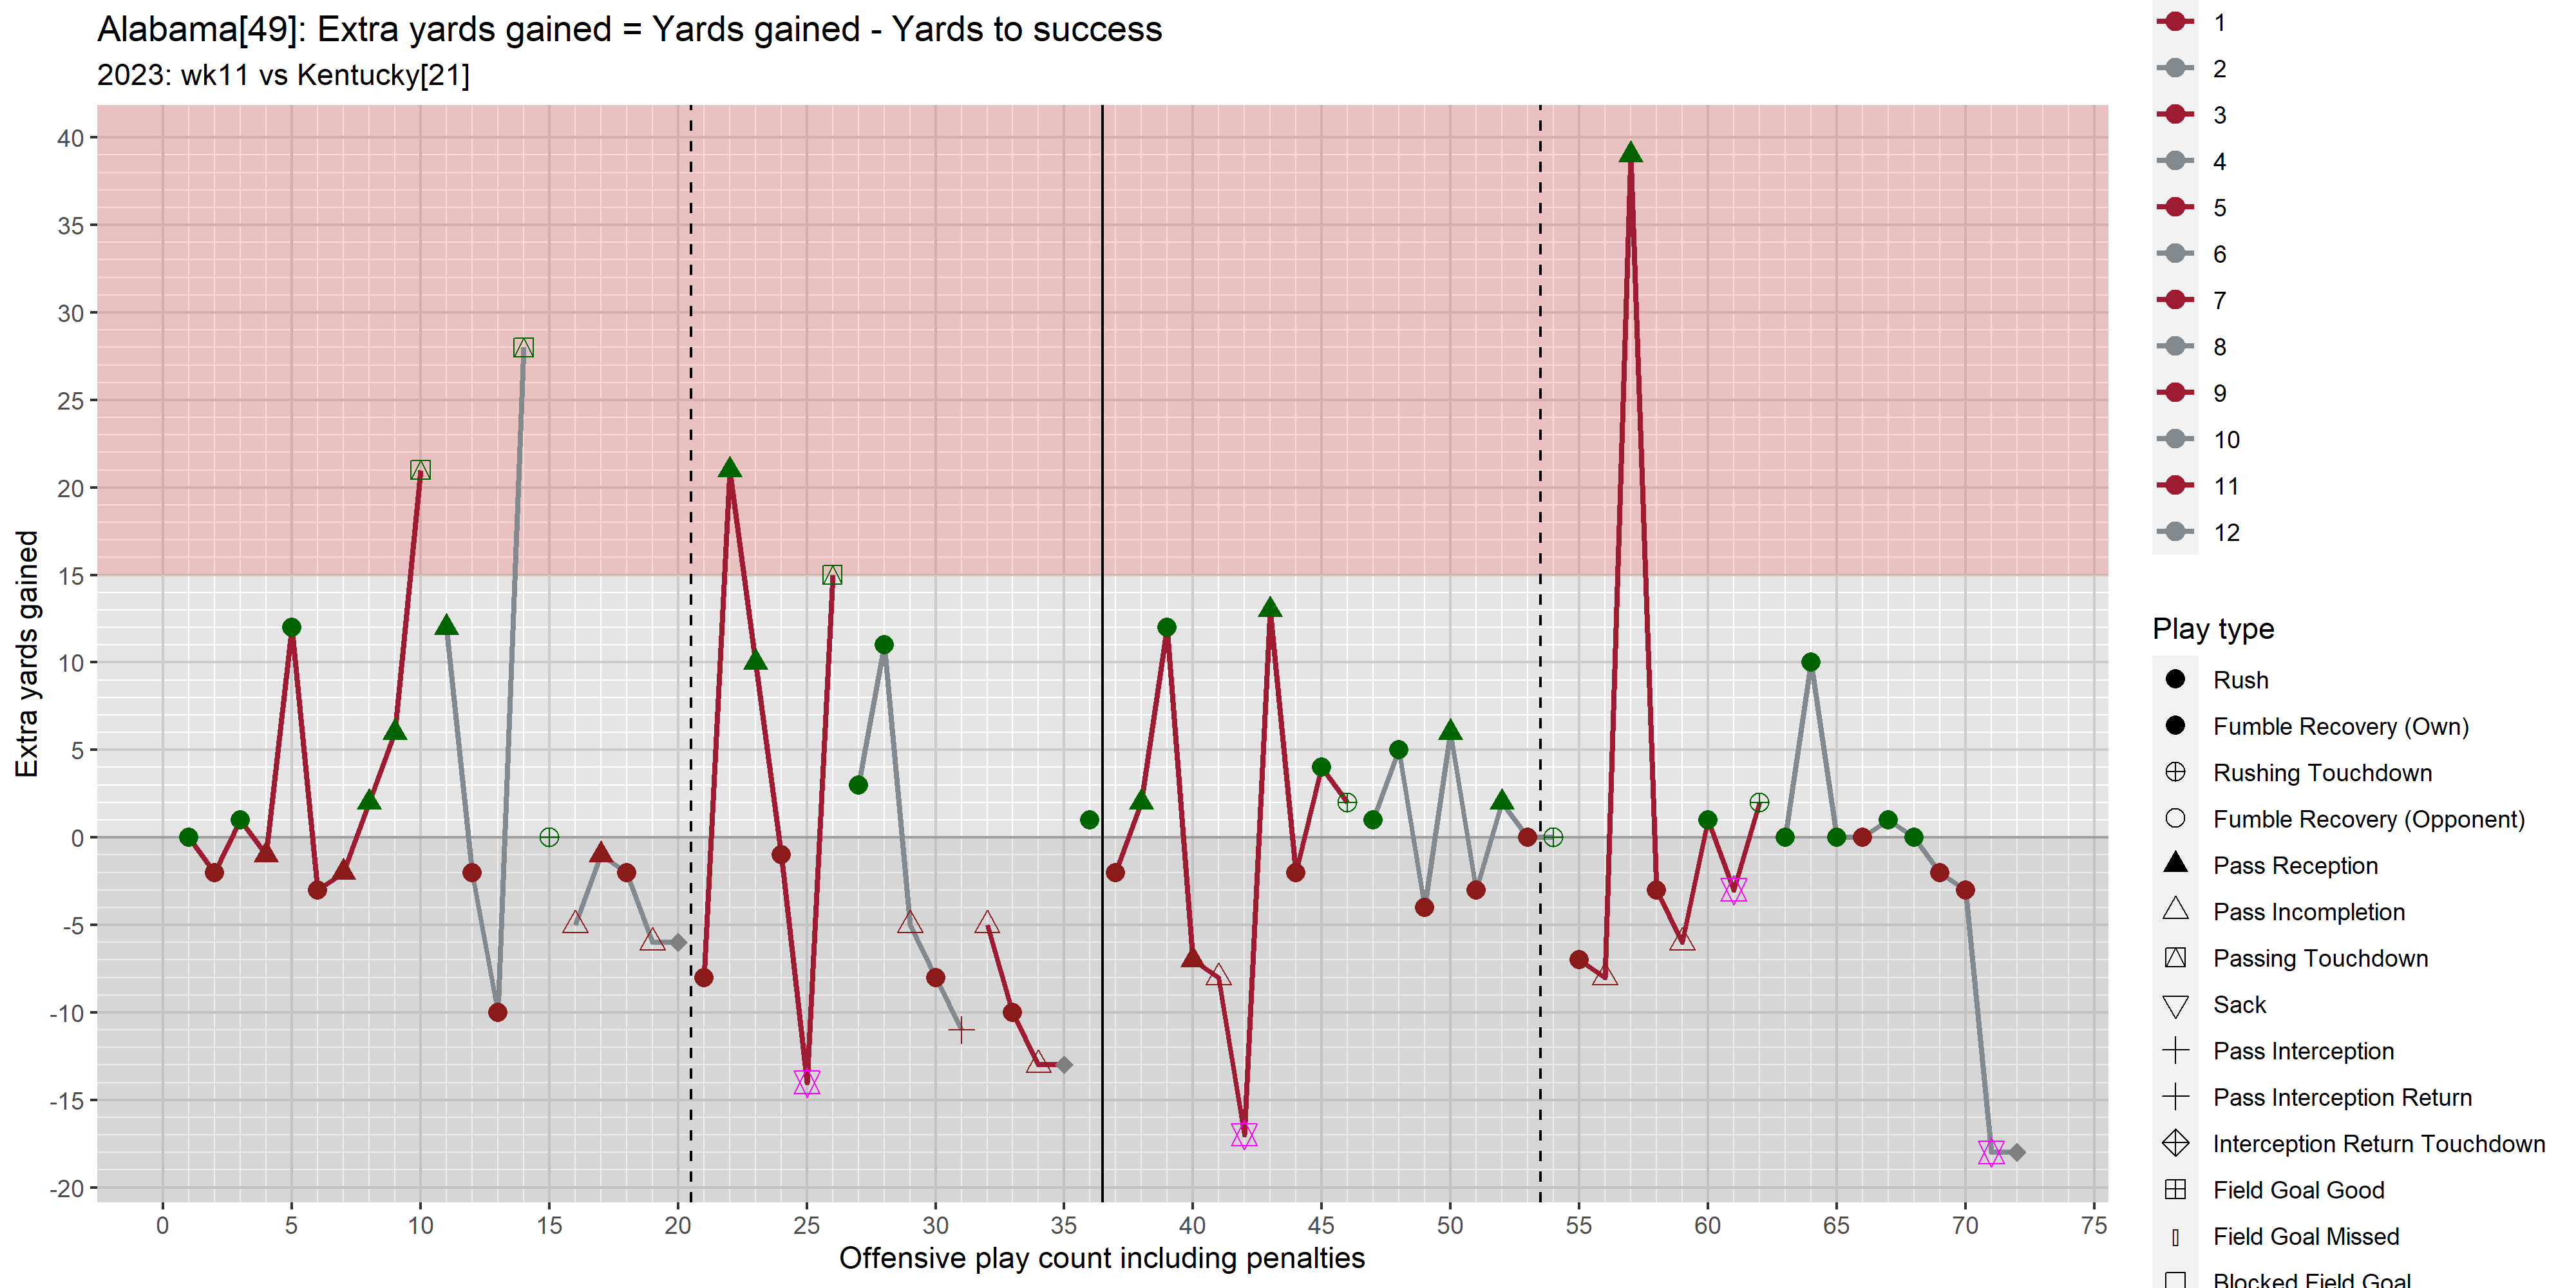 Alabama[49]: Extra yards gained = Yards gained - Yards to success
2023: wk11 vs Kentucky[21]
Extra yards gained
40
35
30
25
20
15
10
5
0
-5
-10
-15
-20
0 5 10 15 20 25 30 35 40 45 50 55 60 65 70 75
Offensive play count including penalties
1
2
3
4
5
6
7
8
9
10
11
12
Play type
Rush
Fumble Recovery (Own)
Rushing Touchdown
Fumble Recovery (Opponent)
Pass Reception
Pass Incompletion
Passing Touchdown
Sack
Pass Interception
Pass Interception Return
Interception Return Touchdown
Field Goal Good
Field Goal Missed
Blocked Field Goal